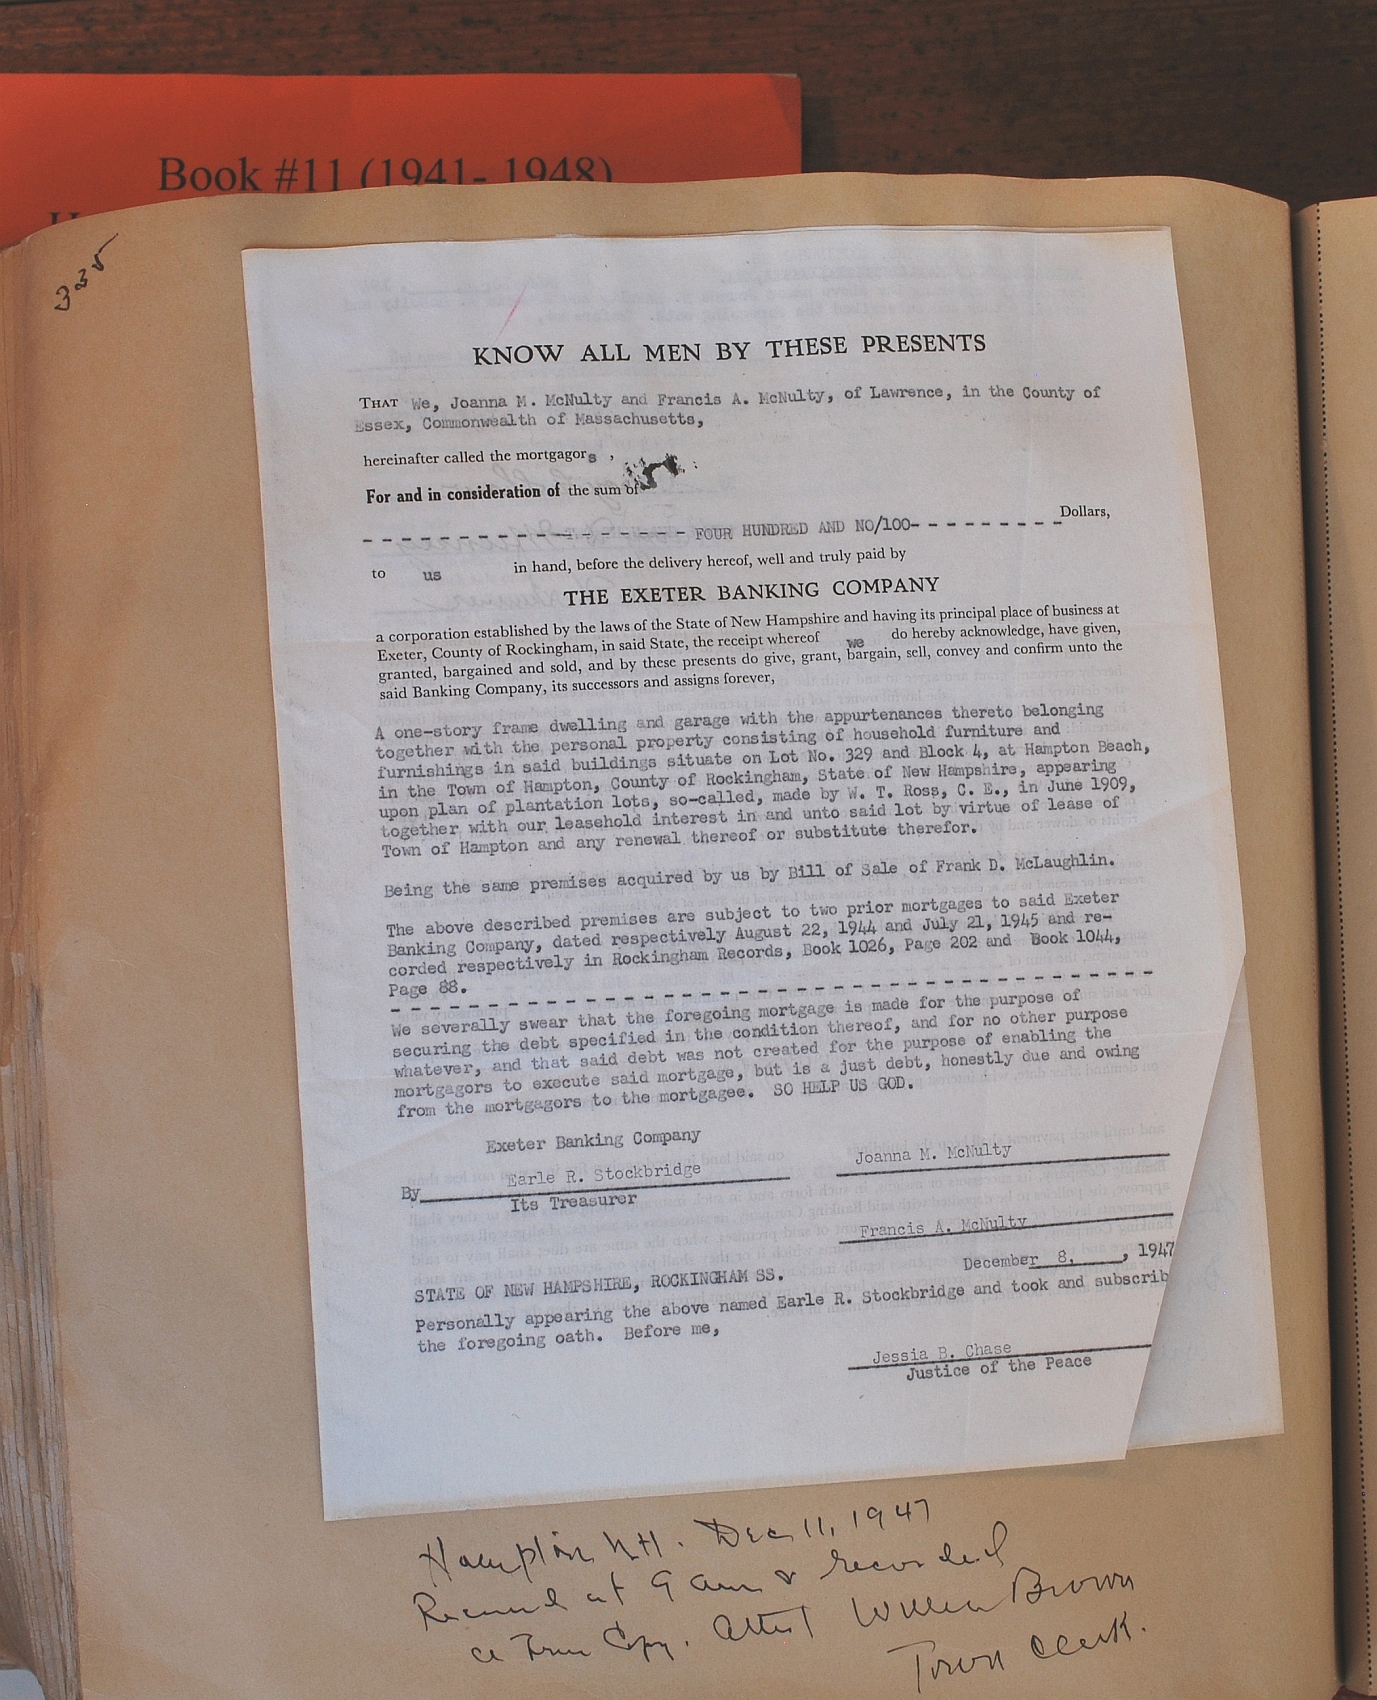 Book #11 (1941- 1948)
335
KNOW ALL MEN BY THESE PRESENTS
THAT We, Joanna M. McNulty and Francis A. McNulty, of Lawrence, in the County of
Essex, Commonwealth of Massachusetts,
hereinafter called the mortgagors ,
For and in consideration of the sum of
- - - - - - - - - - - - - - - - - FOUR HUNDRED AND NO/100- - - - - - - - - Dollars,
to us in hand, before the delivery hereof, well and truly paid by
THE EXETER BANKING COMPANY
a corporation established by the laws of the State of New Hampshire and having its principal place of business at
Exeter, County of Rockingham, in said State, the receipt whereof we do hereby acknowledge, have given,
granted, bargained and sold, and by these presents do give, grant, bargain, sell, convey and confirm unto the
said Banking Company, its successors and assigns forever,
A one-story frame dwelling and garage with the appurtenances thereto belonging
together with the personal property consisting of household furniture and
furnishings in said buildings situate on Lot No. 329 and Block 4, at Hampton Beach,
in the Town of Hampton, County of Rockingham, State of New Hampshire, appearing
upon plan of plantation lots, so-called, made by W. T. Ross, C. E., in June 1909,
together with our leasehold interest in and unto said lot by virtue of lease of
Town of Hampton and any renewal thereof or substitute therefor.
Being the same premises acquired by us by Bill of Sale of Frank D. McLaughlin.
The above described premises are subject to two prior mortgages to said Exeter
Banking Company, dated respectively August 22, 1944 and July 21, 1945 and re-
corded respectively in Rockingham Records, Book 1026, Page 202 and Book 1044,
Page 88.
We severally swear that the foregoing mortgage is made for the purpose of
securing the debt specified in the condition thereof, and for no other purpose
whatever, and that said debt was not created for the purpose of enabling the
mortgagors to execute said mortgage, but is a just debt, honestly due and owing
from the mortgagors to the mortgagee. SO HELP US GOD.
Exeter Banking Company
By Earle R. Stockbridge
Its Treasurer
Joanna M. McNulty
Francis A. McNulty
December 8, , 1947
STATE OF NEW HAMPSHIRE, ROCKINGHAM SS.
Personally appearing the above named Earle R. Stockbridge and took and subscrib
the foregoing oath. Before me,
Jessia B. Chase
Justice of the Peace
Hampton N.H. Dec 11, 1947
Received at 9 am & recorded
a True Copy. Attest William Brown
Town Clerk.